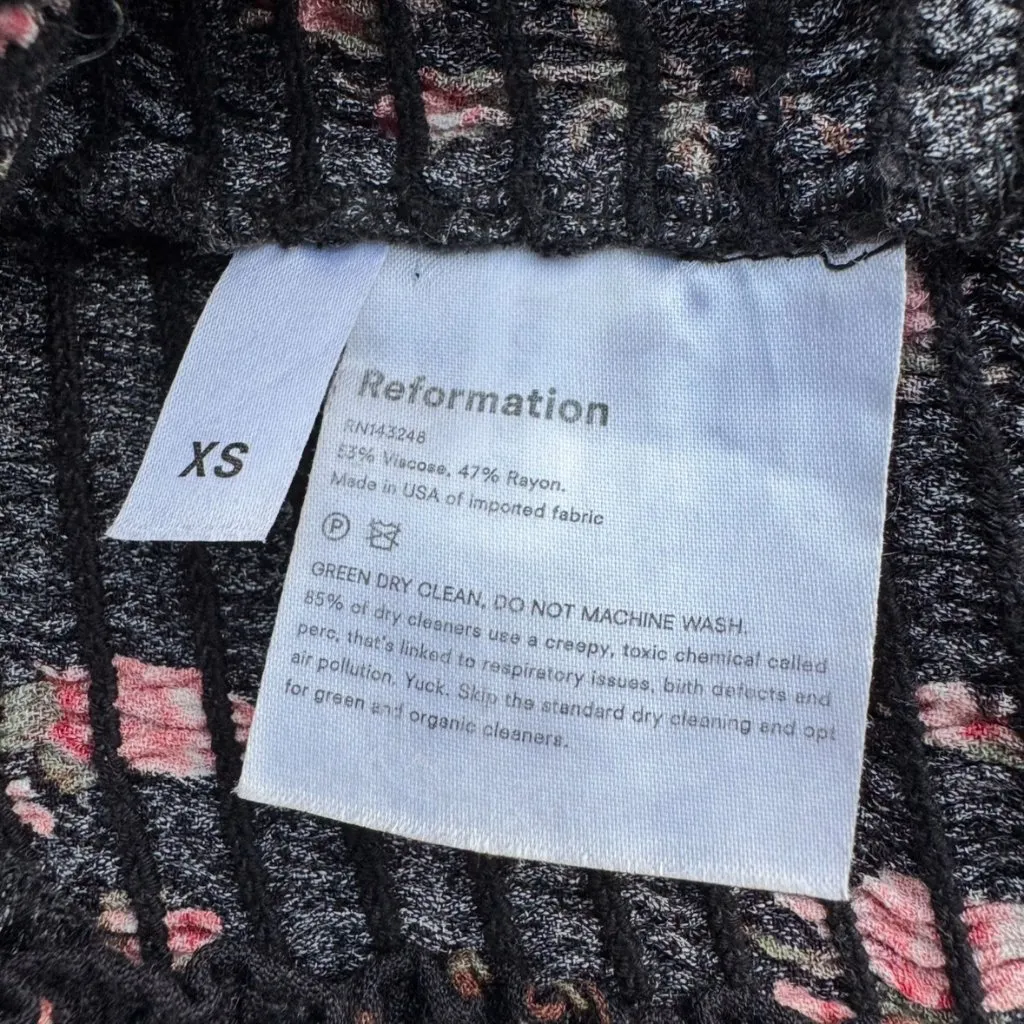 XS
Reformation
RN143248
53% Viscose, 47% Rayon.
Made in USA of imported fabric
P
GREEN DRY CLEAN, DO NOT MACHINE WASH.
85% of dry cleaners use a creepy, toxic chemical called
perc, that's linked to respiratory issues, birth defects and
air pollution. Yuck. Skip the standard dry cleaning and opt
for green and organic cleaners.